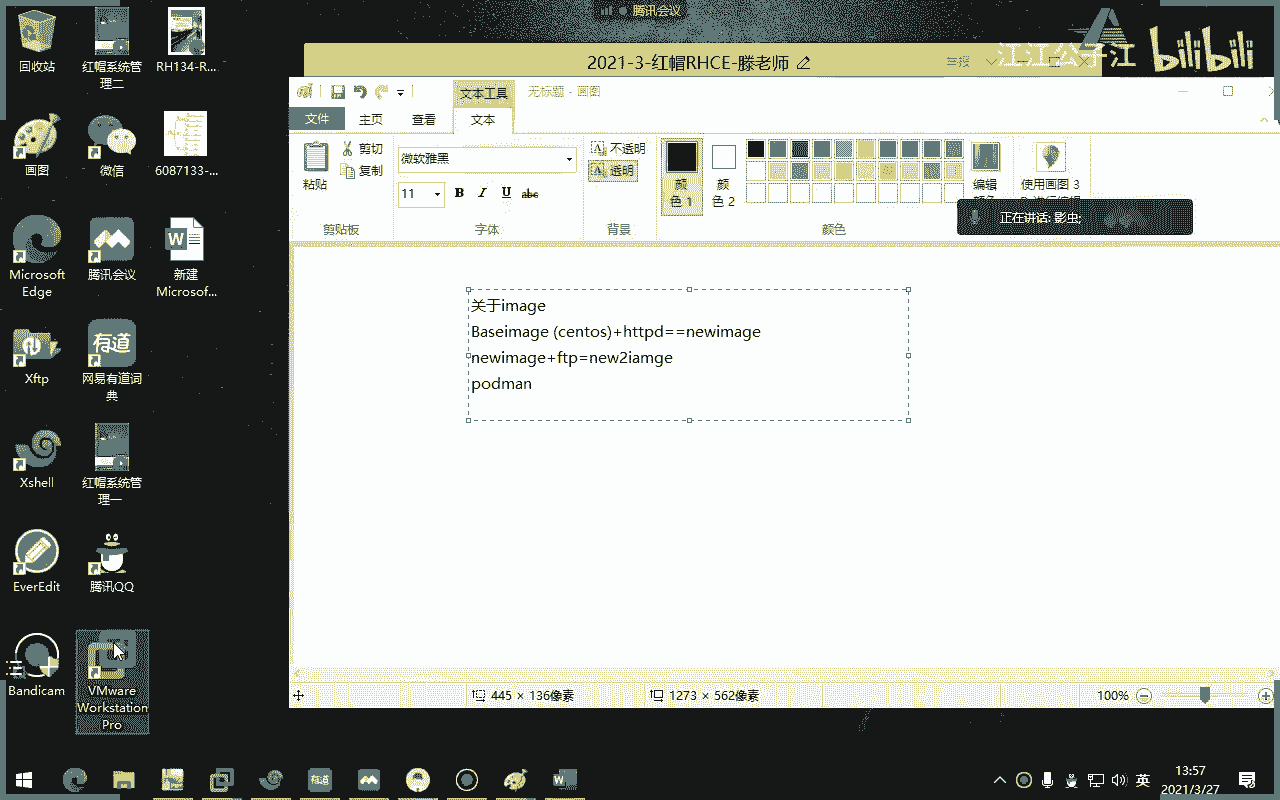 腾讯会议
江江公子江
bilibili
2021-3-红帽RHCE-滕老师
举报
无标题 - 画图
文本工具
文件
主页
查看
文本
粘贴
剪切
复制
剪贴板
微软雅黑
11
B I U abc
字体
不透明
透明
背景
颜色 1
颜色 2
颜色
编辑
使用画图 3
正在讲话: 影虫;
关于image
Baseimage (centos)+httpd==newimage
newimage+ftp=new2iamge
podman
445 × 136像素
1273 × 562像素
100%
回收站
红帽系统管理二
RH134-R...
画图
微信
6087133-...
Microsoft Edge
腾讯会议
新建 Microsof...
Xftp
有道
网易有道词典
Xshell
红帽系统管理一
EverEdit
腾讯QQ
Bandicam
VMware Workstation Pro
有道
英
13:57
2021/3/27